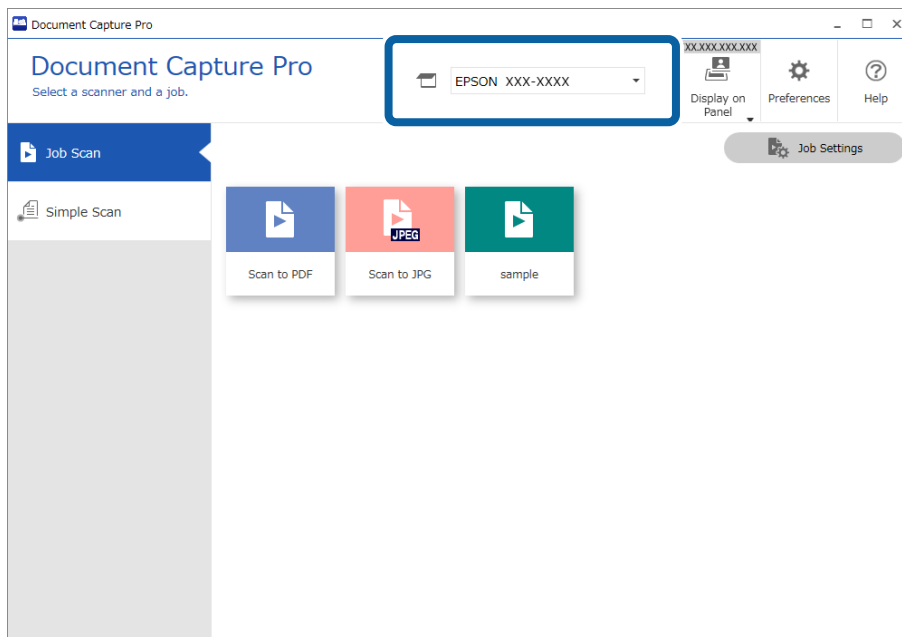 Document Capture Pro
Document Capture Pro
Select a scanner and a job.
EPSON XXX-XXXX
XX.XXX.XXX.XXX
Display on
Panel
Preferences
Help
Job Scan
Job Settings
Simple Scan
JPEG
Scan to PDF
Scan to JPG
sample